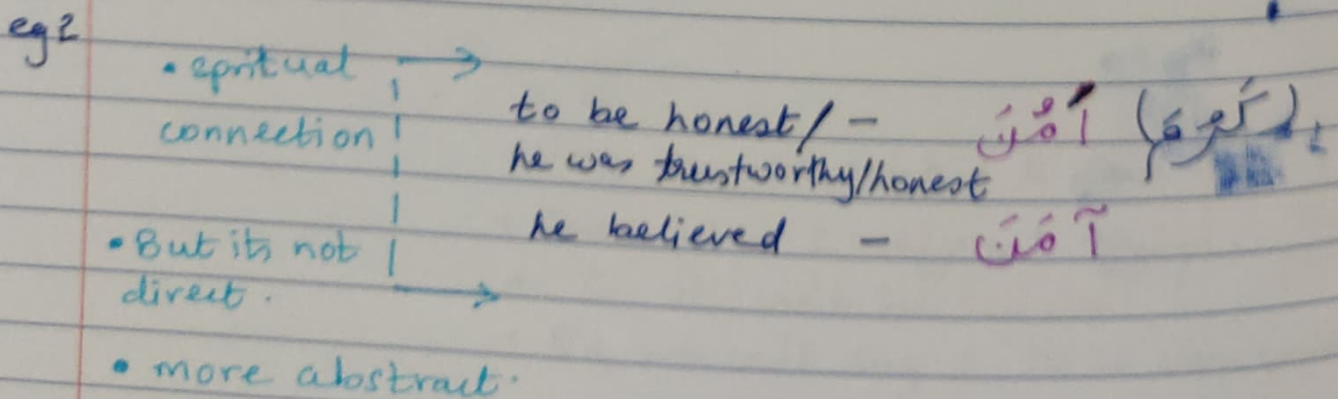 eg 2
• spritual
connection
to be honest / - أَمُنَ (كَرُمَ)
he was trustworthy/honest
• But its not
he believed - آمَنَ
direct.
• more abstract.